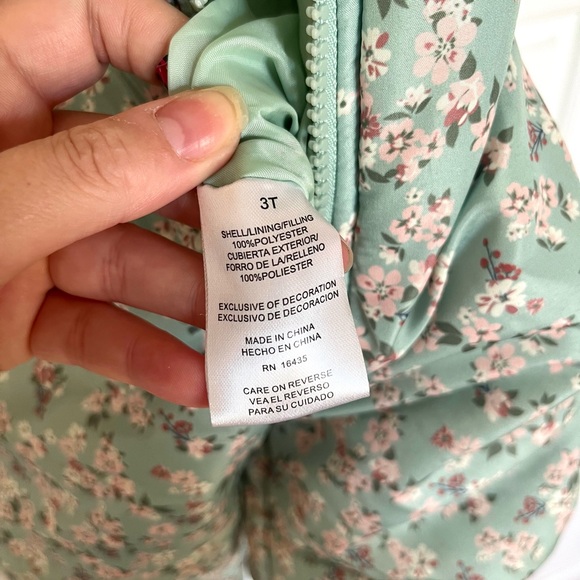 3T
SHELL/LINING/FILLING
100%POLYESTER
CUBIERTA EXTERIOR/
FORRO DE LA/RELLENO
100%POLIESTER
EXCLUSIVE OF DECORATION
EXCLUSIVO DE DECORACION
MADE IN CHINA
HECHO EN CHINA
RN 16435
CARE ON REVERSE
VEA EL REVERSO
PARA SU CUIDADO